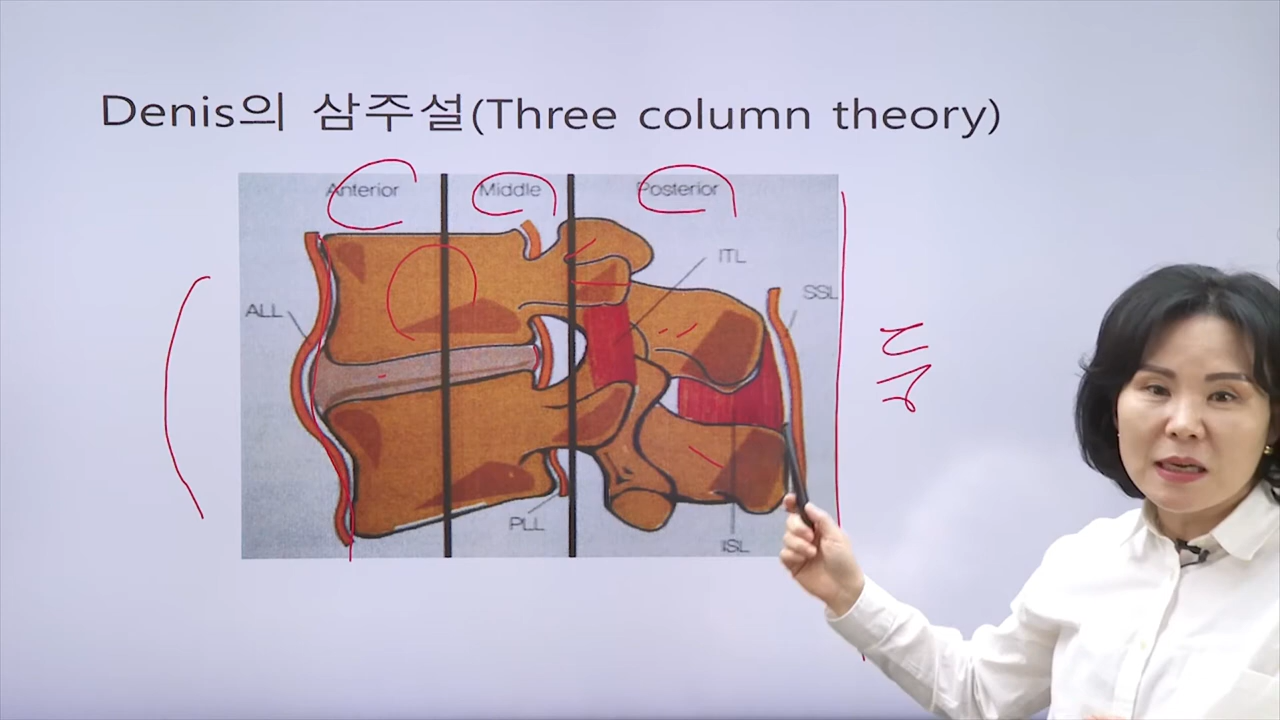 Denis의 삼주설(Three column theory)
Anterior Middle Posterior
ITL
SSL
ALL
PLL
ISL